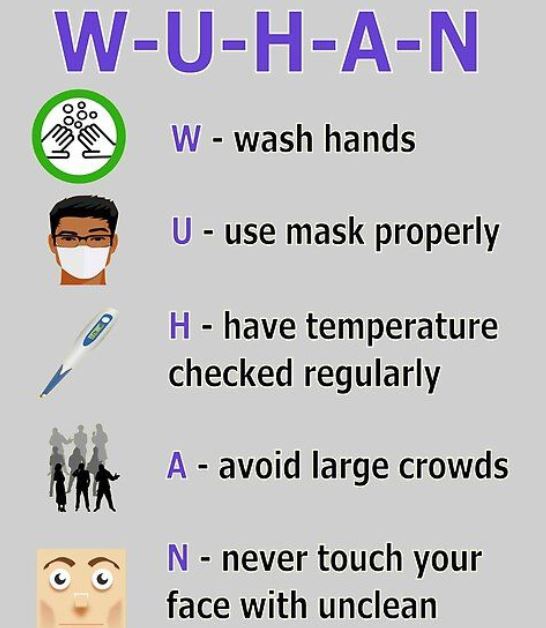 W-U-H-A-N
W - wash hands
U - use mask properly
H - have temperature
checked regularly
A - avoid large crowds
N - never touch your
face with unclean